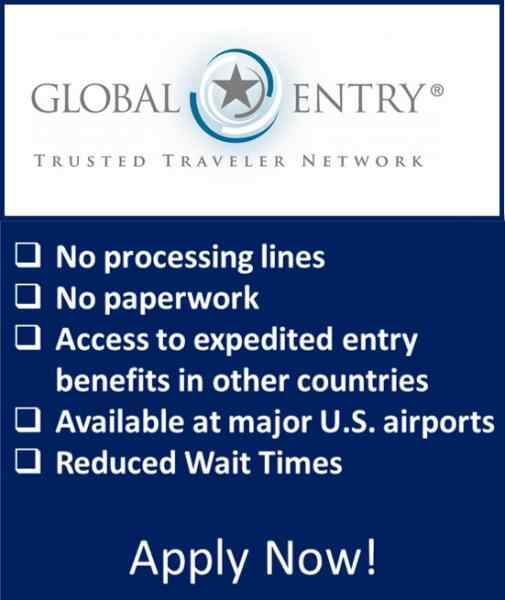 GLOBAL ENTRY®
TRUSTED TRAVELER NETWORK
No processing lines
No paperwork
Access to expedited entry
benefits in other countries
Available at major U.S. airports
Reduced Wait Times
Apply Now!